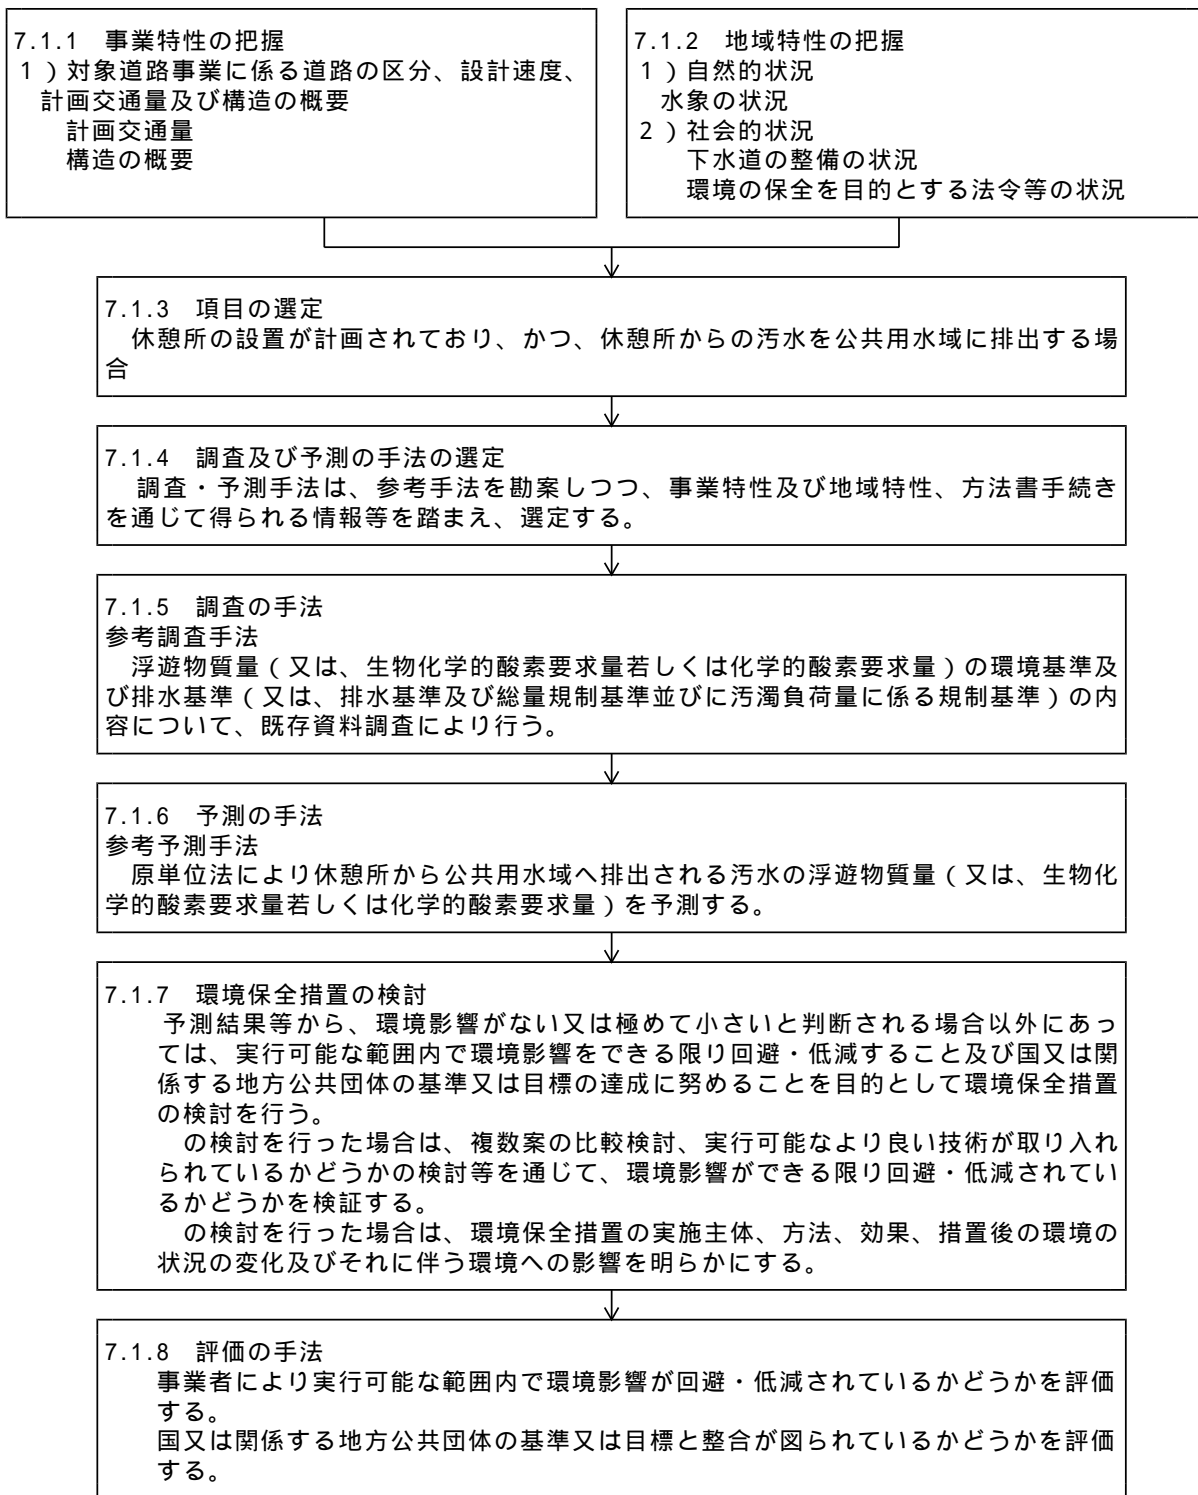 7.1.1 事業特性の把握
1）対象道路事業に係る道路の区分、設計速度、
計画交通量及び構造の概要
計画交通量
構造の概要
7.1.2 地域特性の把握
1）自然的状況
水象の状況
2）社会的状況
下水道の整備の状況
環境の保全を目的とする法令等の状況
7.1.3 項目の選定
休憩所の設置が計画されており、かつ、休憩所からの汚水を公共用水域に排出する場
合
7.1.4 調査及び予測の手法の選定
調査・予測手法は、参考手法を勘案しつつ、事業特性及び地域特性、方法書手続き
を通じて得られる情報等を踏まえ、選定する。
7.1.5 調査の手法
参考調査手法
浮遊物質量（又は、生物化学的酸素要求量若しくは化学的酸素要求量）の環境基準及
び排水基準（又は、排水基準及び総量規制基準並びに汚濁負荷量に係る規制基準）の内
容について、既存資料調査により行う。
7.1.6 予測の手法
参考予測手法
原単位法により休憩所から公共用水域へ排出される汚水の浮遊物質量（又は、生物化
学的酸素要求量若しくは化学的酸素要求量）を予測する。
7.1.7 環境保全措置の検討
予測結果等から、環境影響がない又は極めて小さいと判断される場合以外にあっ
ては、実行可能な範囲内で環境影響をできる限り回避・低減すること及び国又は関
係する地方公共団体の基準又は目標の達成に努めることを目的として環境保全措置
の検討を行う。
の検討を行った場合は、複数案の比較検討、実行可能なより良い技術が取り入れ
られているかどうかの検討等を通じて、環境影響ができる限り回避・低減されてい
るかどうかを検証する。
の検討を行った場合は、環境保全措置の実施主体、方法、効果、措置後の環境の
状況の変化及びそれに伴う環境への影響を明らかにする。
7.1.8 評価の手法
事業者により実行可能な範囲内で環境影響が回避・低減されているかどうかを評価
する。
国又は関係する地方公共団体の基準又は目標と整合が図られているかどうかを評価
する。